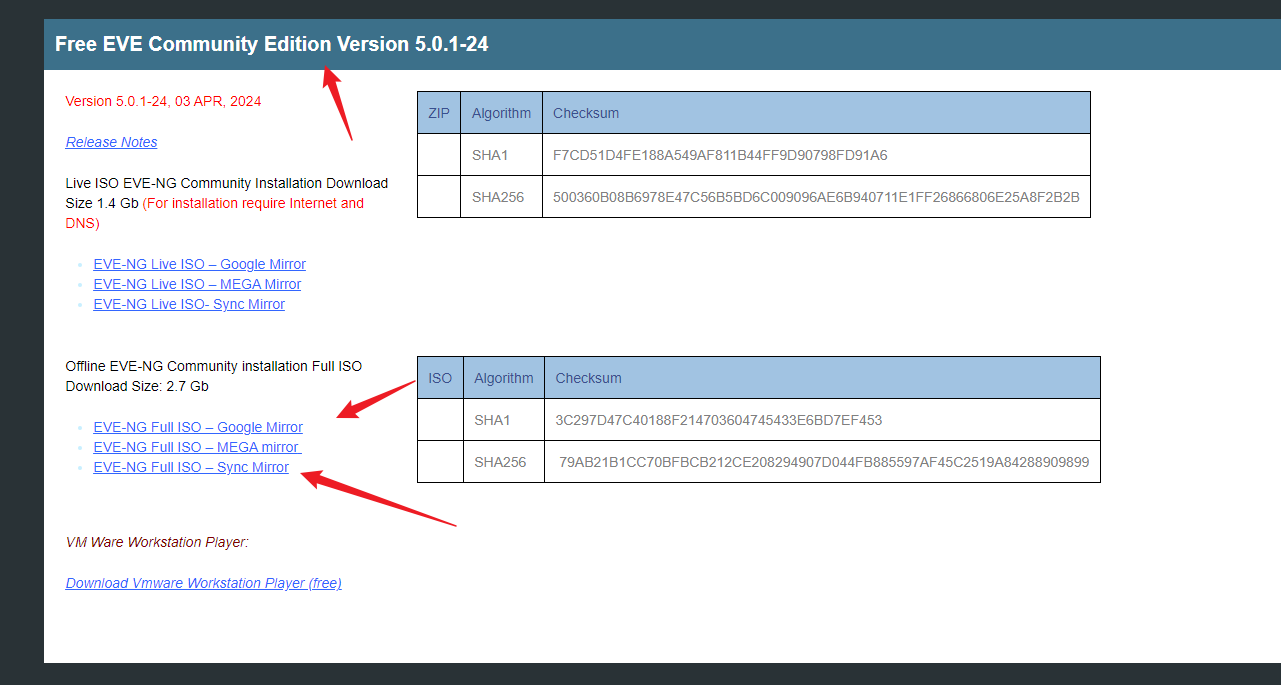 Free EVE Community Edition Version 5.0.1-24
Version 5.0.1-24, 03 APR, 2024
Release Notes
Live ISO EVE-NG Community Installation Download
Size 1.4 Gb (For installation require Internet and
DNS)
EVE-NG Live ISO – Google Mirror
EVE-NG Live ISO – MEGA Mirror
EVE-NG Live ISO- Sync Mirror
ZIP Algorithm Checksum
SHA1 F7CD51D4FE188A549AF811B44FF9D90798FD91A6
SHA256 500360B08B6978E47C56B5BD6C009096AE6B940711E1FF26866806E25A8F2B2B
Offline EVE-NG Community installation Full ISO
Download Size: 2.7 Gb
EVE-NG Full ISO – Google Mirror
EVE-NG Full ISO – MEGA mirror
EVE-NG Full ISO – Sync Mirror
ISO Algorithm Checksum
SHA1 3C297D47C40188F214703604745433E6BD7EF453
SHA256 79AB21B1CC70BFBCB212CE208294907D044FB885597AF45C2519A84288909899
VM Ware Workstation Player:
Download Vmware Workstation Player (free)